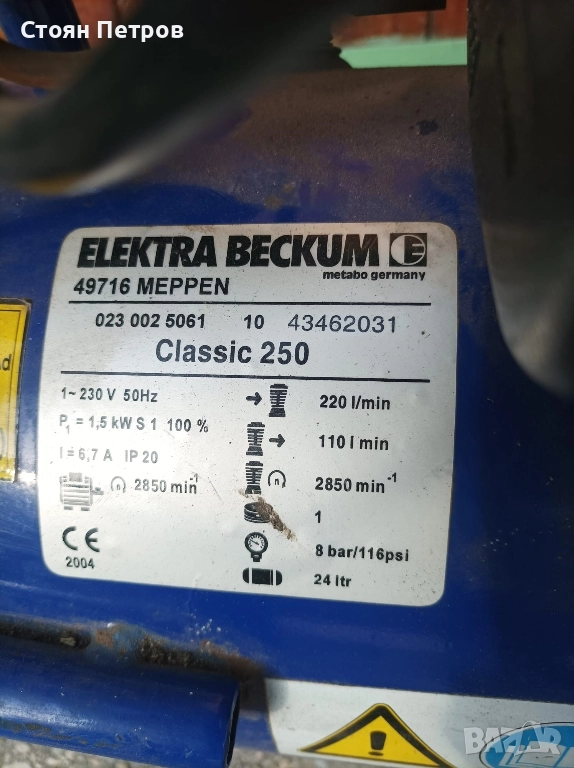 Стоян Петров
ELEKTRA BECKUM E
metabo germany
49716 MEPPEN
023 002 5061 10 43462031
Classic 250
1~ 230 V 50Hz
P1 = 1,5 kW S 1 100 %
I = 6,7 A IP 20
2850 min-1
CE
2004
220 l/min
110 l min
2850 min-1
1
8 bar/116psi
24 ltr
BAZAR